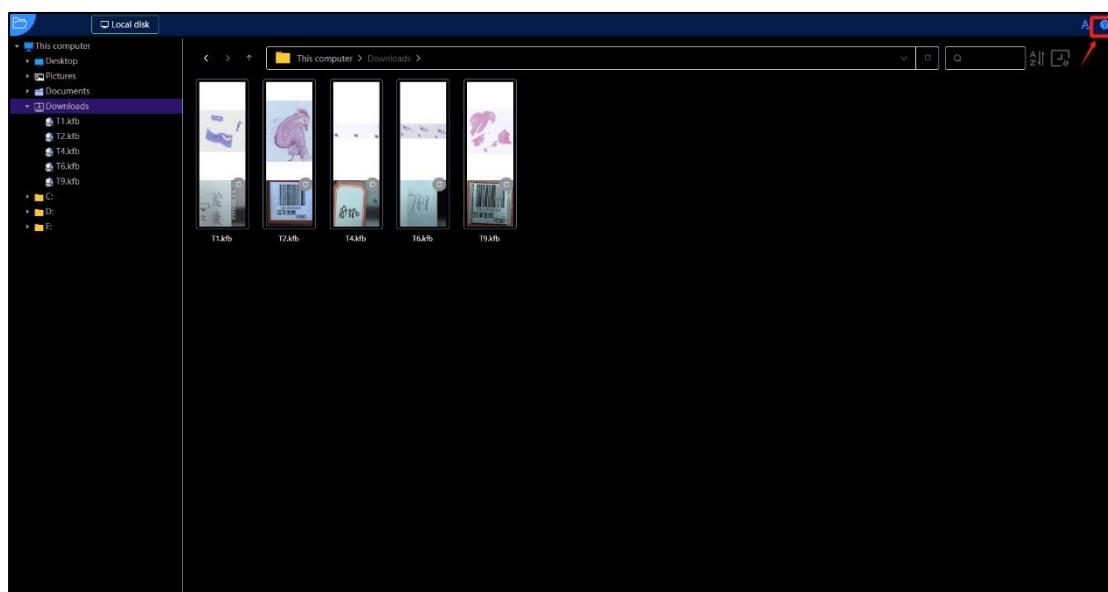 Local disk
This computer
Desktop
Pictures
Documents
Downloads
T1.kfb
T2.kfb
T4.kfb
T6.kfb
T9.kfb
C:
D:
E:
This computer > Downloads >
T1.kfb
T2.kfb
T4.kfb
T6.kfb
T9.kfb